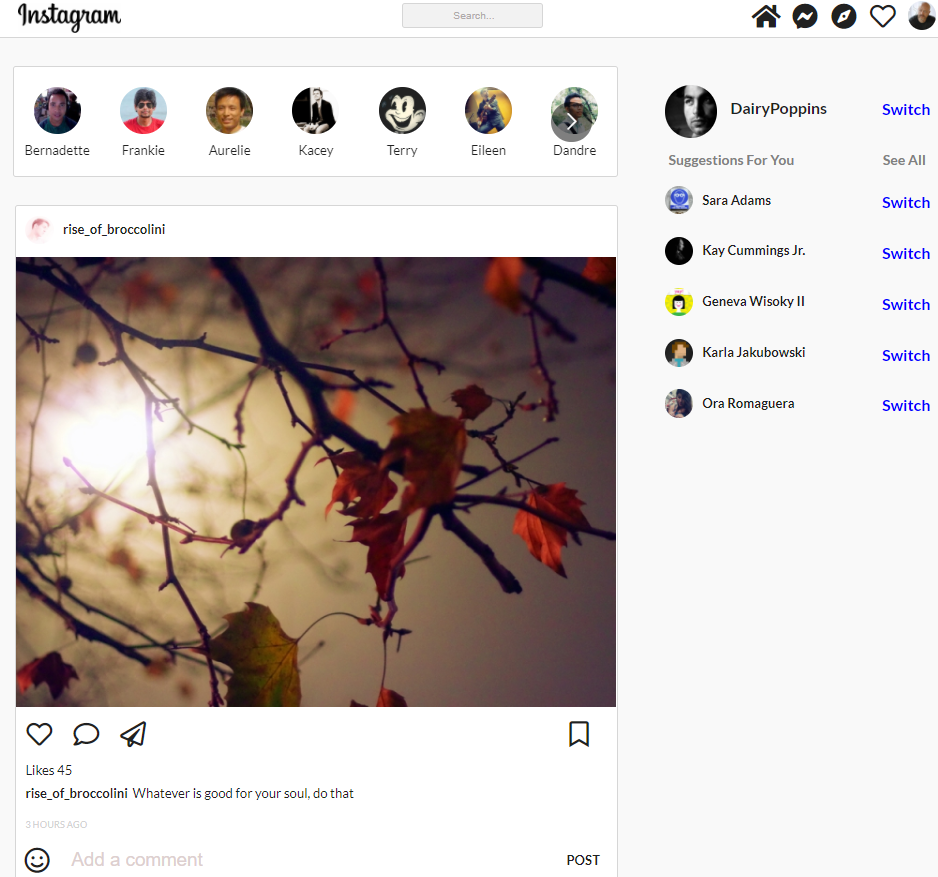 Instagram
Search...
Bernadette Frankie Aurelie Kacey Terry Eileen Dandre
rise_of_broccolini
Likes 45
rise_of_broccolini Whatever is good for your soul, do that
3 HOURS AGO
Add a comment
POST
DairyPoppins Switch
Suggestions For You See All
Sara Adams Switch
Kay Cummings Jr. Switch
Geneva Wisoky II Switch
Karla Jakubowski Switch
Ora Romaguera Switch